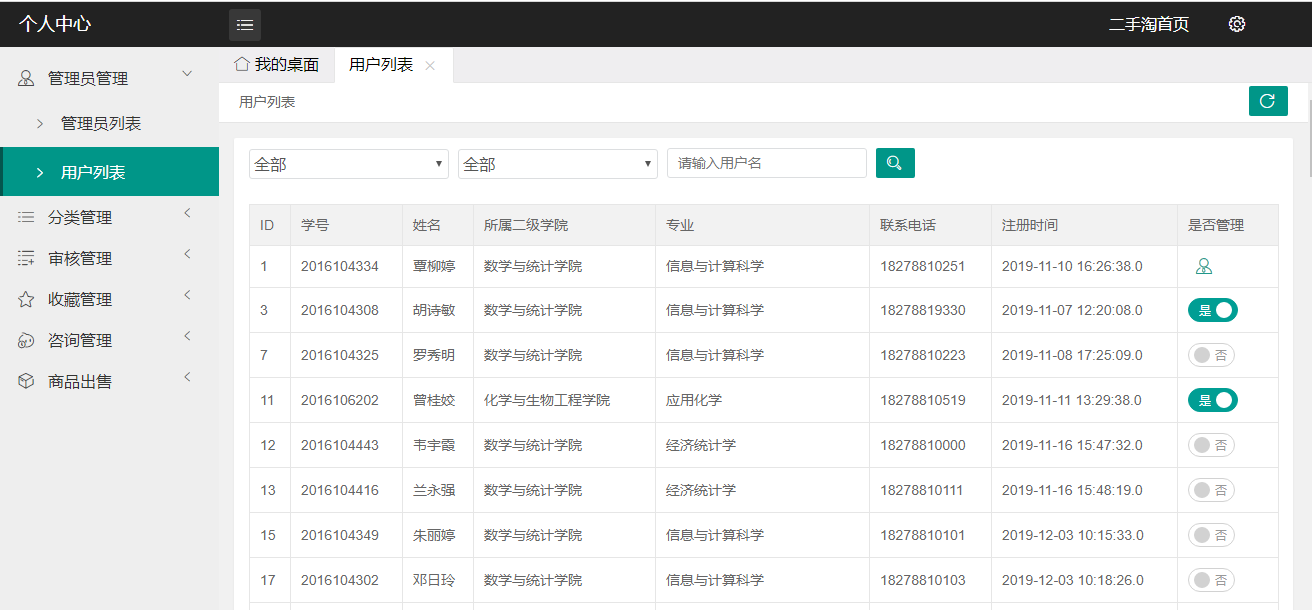 个人中心 二手淘首页
管理员管理
管理员列表
用户列表
分类管理
审核管理
收藏管理
咨询管理
商品出售
我的桌面 用户列表
用户列表
全部 全部 请输入用户名
ID 学号 姓名 所属二级学院 专业 联系电话 注册时间 是否管理
1 2016104334 覃柳婷 数学与统计学院 信息与计算科学 18278810251 2019-11-10 16:26:38.0
3 2016104308 胡诗敏 数学与统计学院 信息与计算科学 18278819330 2019-11-07 12:20:08.0 是
7 2016104325 罗秀明 数学与统计学院 信息与计算科学 18278810223 2019-11-08 17:25:09.0 否
11 2016106202 曾桂姣 化学与生物工程学院 应用化学 18278810519 2019-11-11 13:29:38.0 是
12 2016104443 韦宇霞 数学与统计学院 经济统计学 18278810000 2019-11-16 15:47:32.0 否
13 2016104416 兰永强 数学与统计学院 经济统计学 18278810111 2019-11-16 15:48:19.0 否
15 2016104349 朱丽婷 数学与统计学院 信息与计算科学 18278810101 2019-12-03 10:15:33.0 否
17 2016104302 邓日玲 数学与统计学院 信息与计算科学 18278810103 2019-12-03 10:18:26.0 否